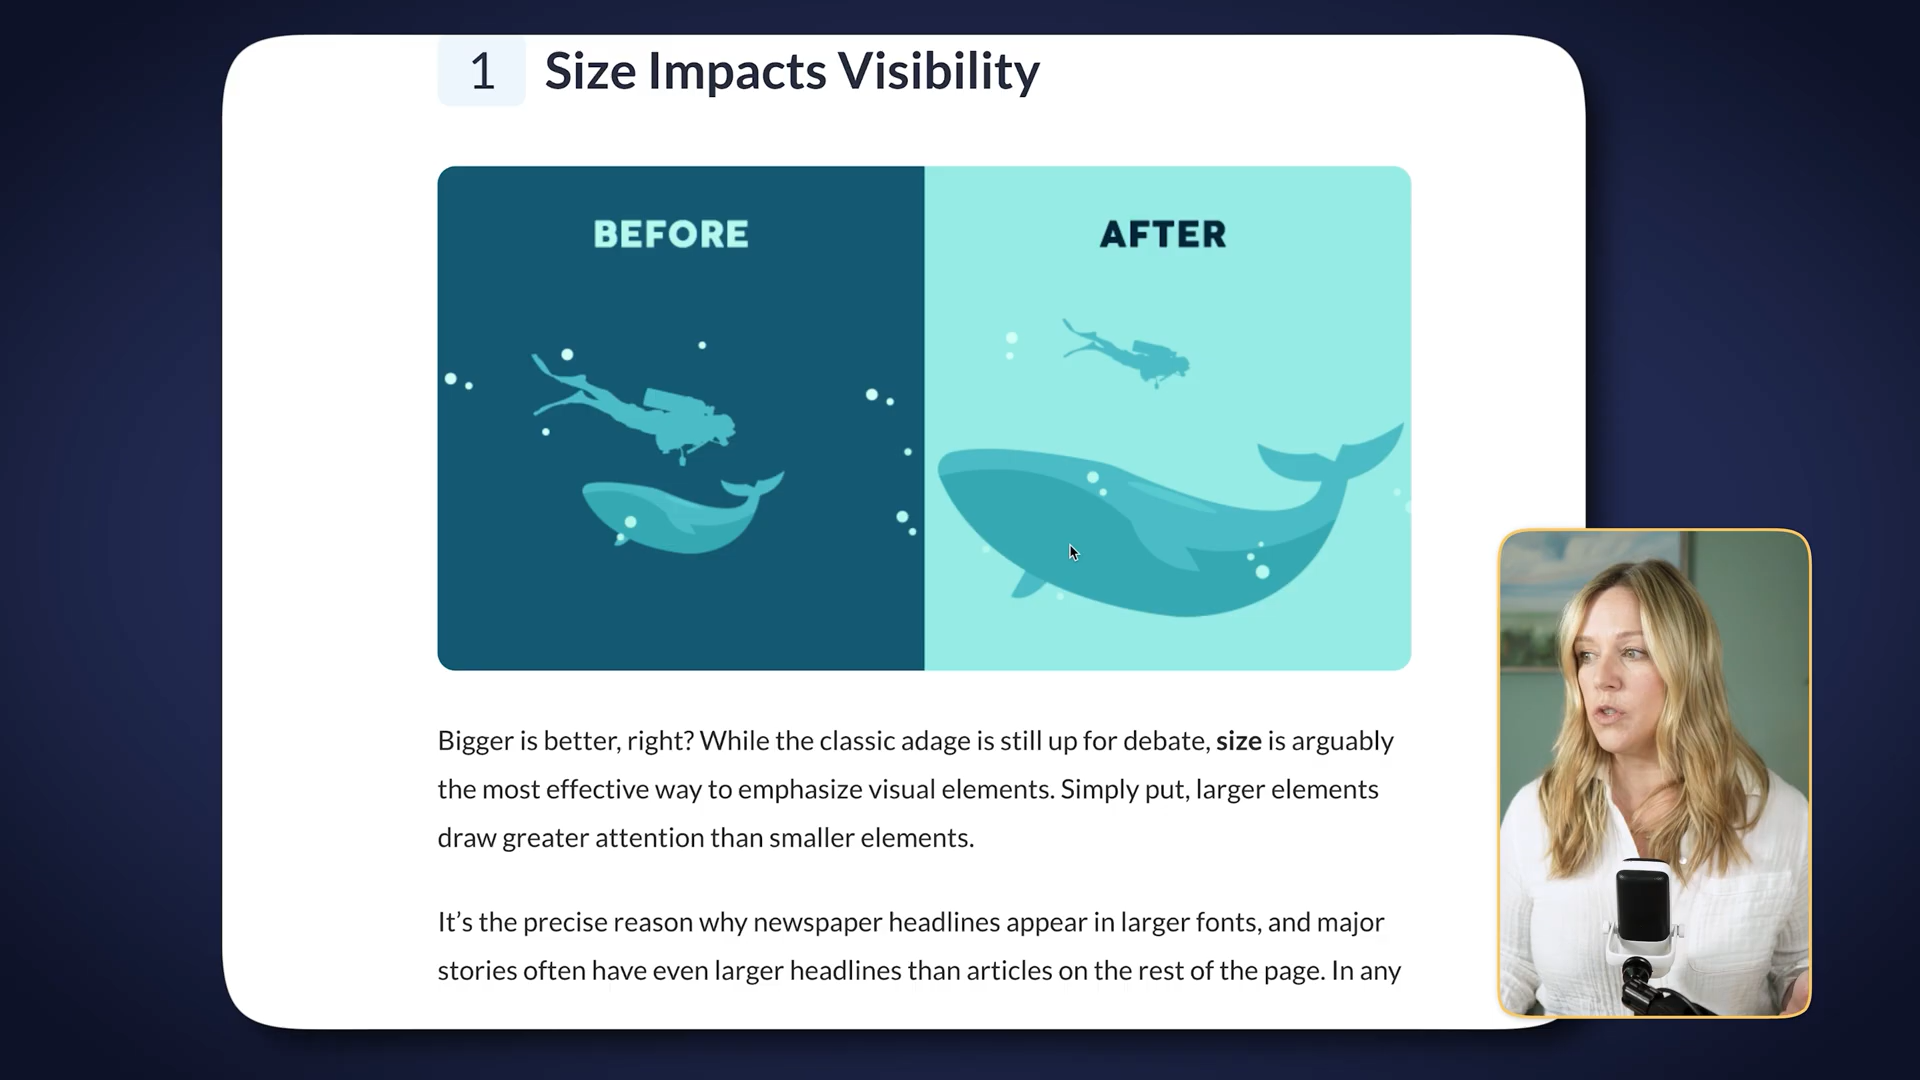 1 Size Impacts Visibility
BEFORE
AFTER
Bigger is better, right? While the classic adage is still up for debate, size is arguably
the most effective way to emphasize visual elements. Simply put, larger elements
draw greater attention than smaller elements.
It’s the precise reason why newspaper headlines appear in larger fonts, and major
stories often have even larger headlines than articles on the rest of the page. In any